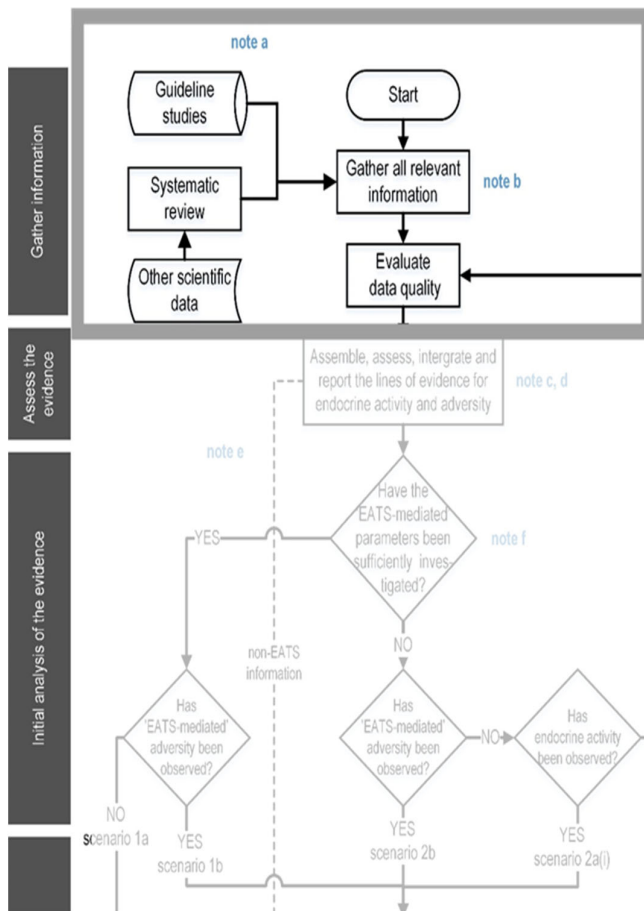 note a
Guideline
studies
Start
Gather all relevant
information
note b
Systematic
review
Evaluate
data quality
Other scientific
data
Gather information
Assemble, assess, intergrate and
report the lines of evidence for
endocrine activity and adversity
note c, d
Assess the
evidence
note e
Have the
EATS-mediated
parameters been
sufficiently inves-
tigated?
note f
YES
NO
non-EATS
information
Initial analysis of the evidence
Has
'EATS-mediated'
adversity been
observed?
Has
'EATS-mediated'
adversity been
observed?
NO
Has
endocrine activity
been observed?
NO
scenario 1a
YES
scenario 1b
YES
scenario 2b
YES
scenario 2a(i)